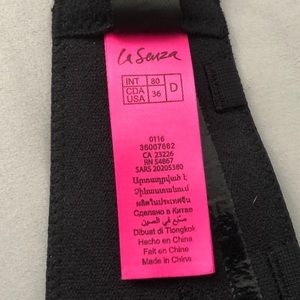 La Senza
INT 80 D
CDA USA 36
0116
36007682
CA 23226
RN 54867
SARS 20205380
Արտադրված է
Չինաստանում
ผลิตในประเทศจีน
Сделано в Китае
صنع في الصين
Dibuat di Tiongkok
Hecho en China
Fait en Chine
Made in China